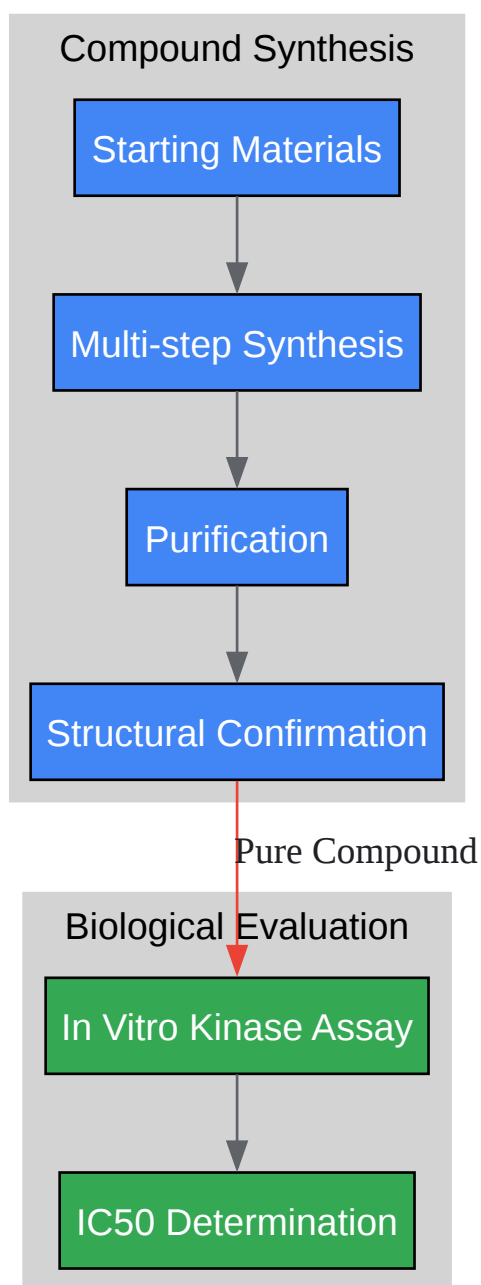 Compound Synthesis
Starting Materials
Multi-step Synthesis
Purification
Structural Confirmation
Pure Compound
Biological Evaluation
In Vitro Kinase Assay
IC50 Determination